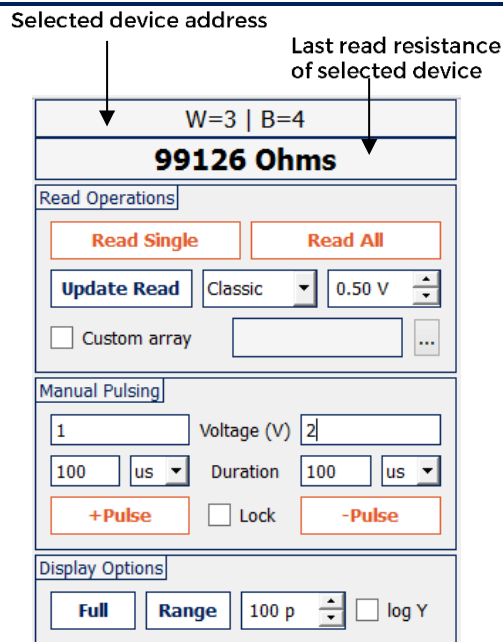 Selected device address
Last read resistance
of selected device
W=3 | B=4
99126 Ohms
Read Operations
Read Single Read All
Update Read Classic 0.50 V
Custom array ...
Manual Pulsing
1 Voltage (V) 2
100 us Duration 100 us
+Pulse Lock -Pulse
Display Options
Full Range 100 p log Y